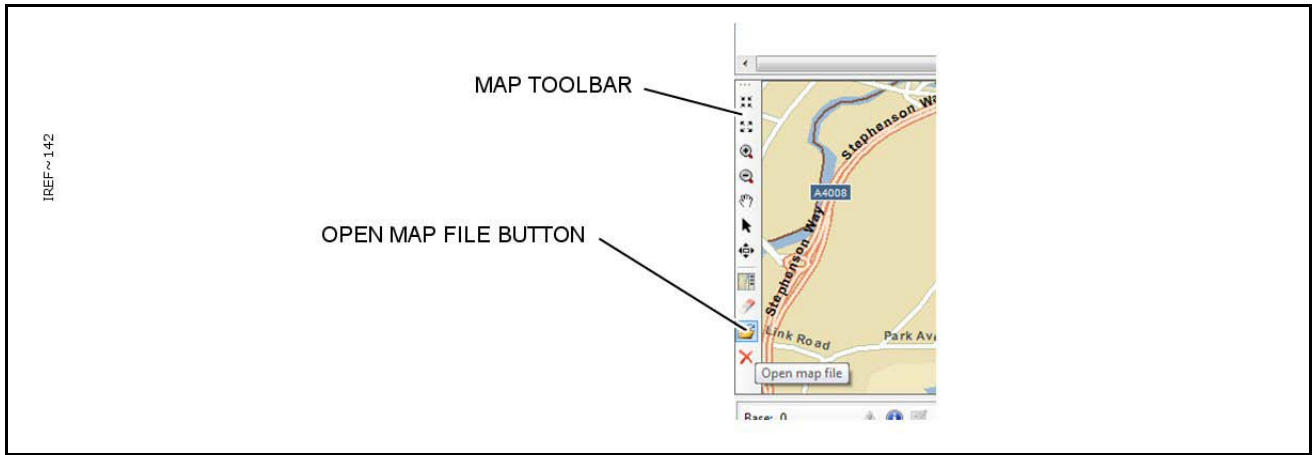 IREF~142
MAP TOOLBAR
OPEN MAP FILE BUTTON
Stephenson Wa
A4008
Stephenson Way
Link Road
Park Av
Open map file
Base: 0